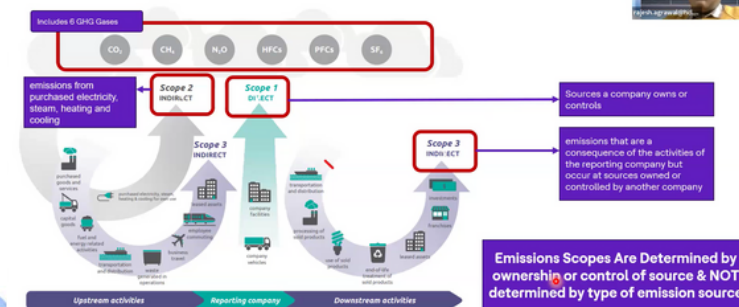 Includes 6 GHG Gases
CO₂ CH₄ N₂O HFCs PFCs SF₆
emissions from
purchased electricity,
steam, heating and
cooling
Scope 2
INDIRECT
Scope 1
Scope 3
INDIRECT
Scope 3
Sources a company owns or
controls
emissions that are a
consequence of the activities of
the reporting company but
occur at sources owned or
controlled by another company
purchased
goods and
services
capital
goods
fuel and
energy related
activities
transportation
and distribution
waste
generated in
operations
business
travel
employee
commuting
leased assets
purchased electricity, steam,
heating & cooling for own use
company
facilities
company
vehicles
transportation
and distribution
processing of
sold products
use of sold
products
end-of-life
treatment of
sold products
leased assets
franchises
investments
Upstream activities
Reporting company
Downstream activities
Emissions Scopes Are Determined by
ownership or control of source & NOT
determined by type of emission source